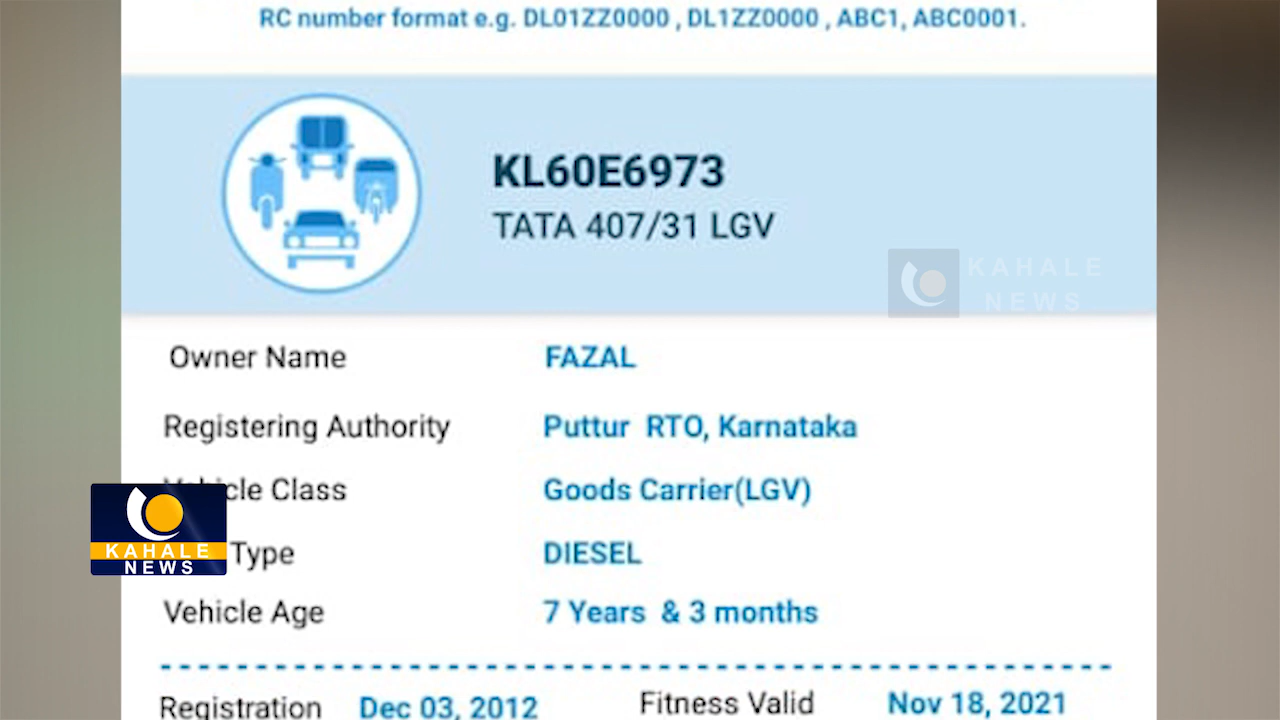 RC number format e.g. DL01ZZ0000 , DL1ZZ0000 , ABC1, ABC0001.
KL60E6973
TATA 407/31 LGV
KAHALE
NEWS
Owner Name FAZAL
Registering Authority Puttur RTO, Karnataka
Class Goods Carrier(LGV)
Type DIESEL
KAHALE
NEWS
Vehicle Age 7 Years & 3 months
Registration Dec 03, 2012 Fitness Valid Nov 18, 2021